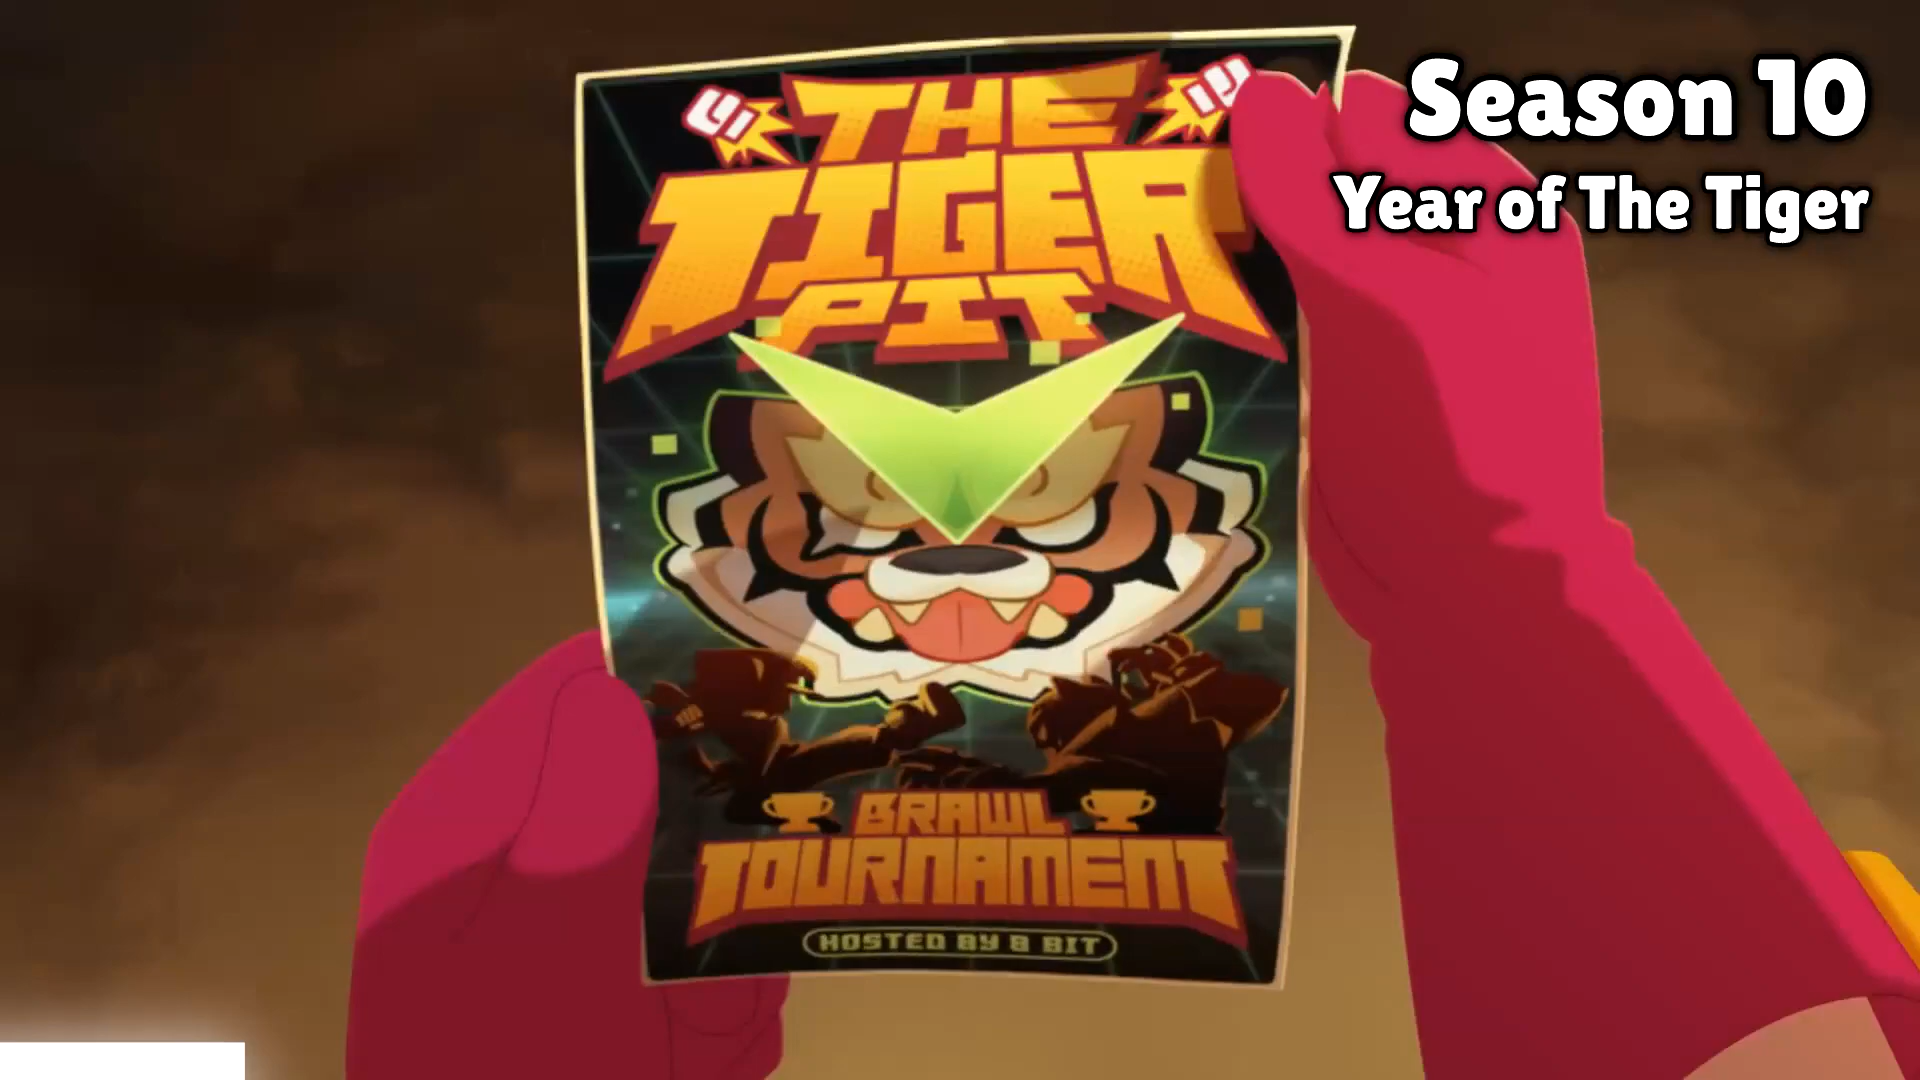 Season 10
Year of The Tiger
THE
TIGER
PIT
BRAWL
TOURNAMENT
HOSTED BY 8 BIT